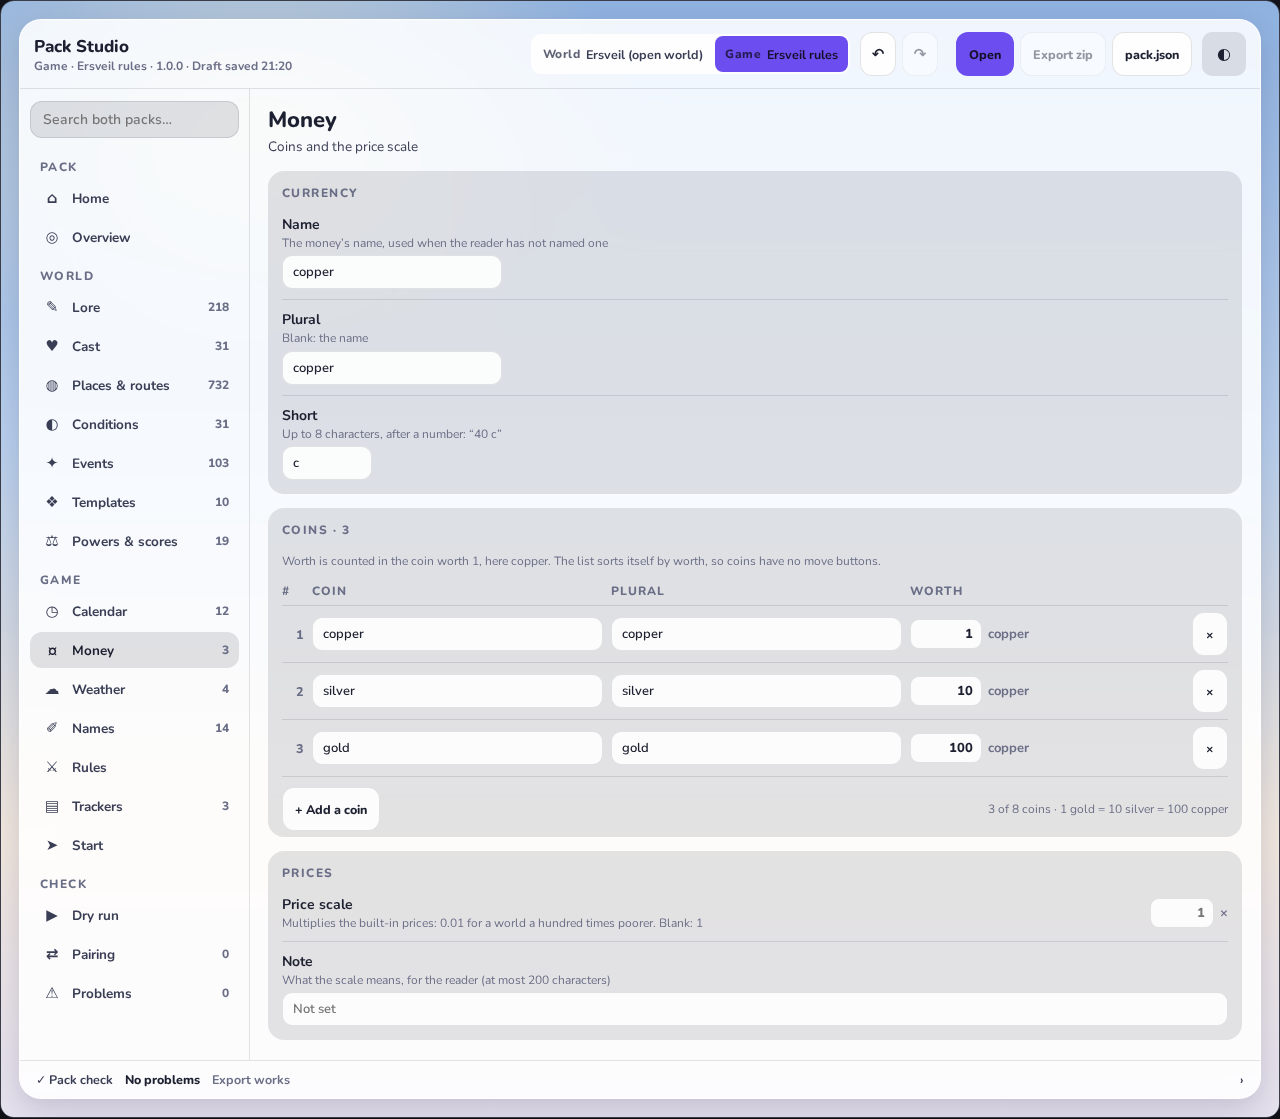 Pack Studio
Game · Ersveil rules · 1.0.0 · Draft saved 21:20
World Ersveil (open world)
Game Ersveil rules
Open
Export zip
pack.json
Search both packs...
PACK
Home
Overview
WORLD
Lore 218
Cast 31
Places & routes 732
Conditions 31
Events 103
Templates 10
Powers & scores 19
GAME
Calendar 12
Money 3
Weather 4
Names 14
Rules
Trackers 3
Start
CHECK
Dry run
Pairing 0
Problems 0
Money
Coins and the price scale
CURRENCY
Name
The money's name, used when the reader has not named one
copper
Plural
Blank: the name
copper
Short
Up to 8 characters, after a number: “40 c”
c
COINS · 3
Worth is counted in the coin worth 1, here copper. The list sorts itself by worth, so coins have no move buttons.
# COIN PLURAL WORTH
1 copper copper 1 copper ×
2 silver silver 10 copper ×
3 gold gold 100 copper ×
+ Add a coin
3 of 8 coins · 1 gold = 10 silver = 100 copper
PRICES
Price scale
Multiplies the built-in prices: 0.01 for a world a hundred times poorer. Blank: 1
1 ×
Note
What the scale means, for the reader (at most 200 characters)
Not set
✓ Pack check No problems Export works ›